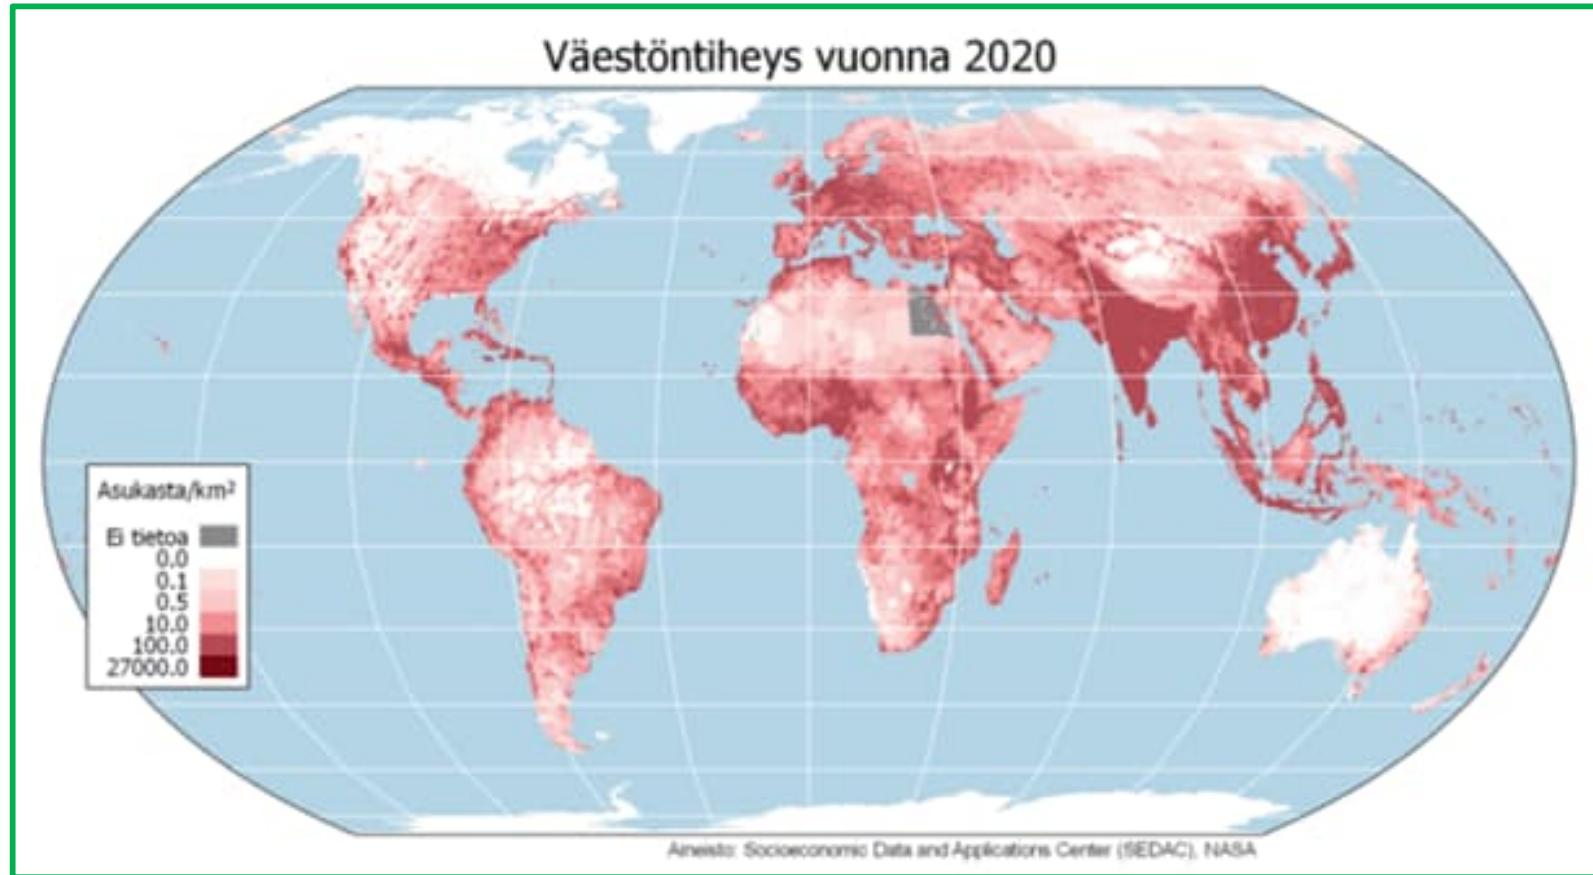 Väestöntiheys vuonna 2020
Asukasta/km²
Ei tietoa
0.0
0.1
0.5
10.0
100.0
27000.0
Aineisto: Socioeconomic Data and Applications Center (SEDAC), NASA